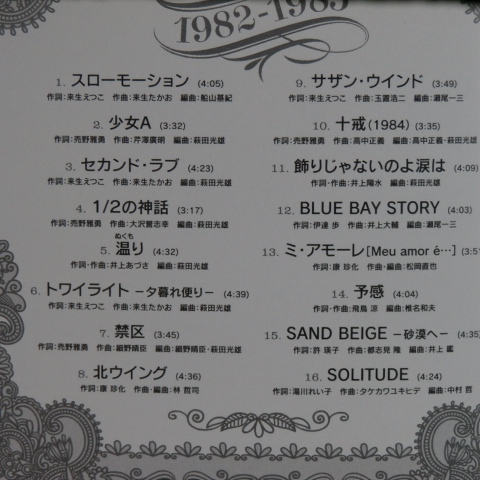 1982-1985
1. スローモーション (4:05)
作詞:来生えつこ 作曲:来生たかお 編曲:船山基紀
2. 少女A (3:32)
作詞:売野雅勇 作曲:芹澤廣明 編曲:萩田光雄
3. セカンド・ラブ (4:23)
作詞:来生えつこ 作曲:来生たかお 編曲:萩田光雄
4. 1/2の神話 (3:17)
作詞:売野雅勇 作曲:大沢誉志幸 編曲:萩田光雄
ぬくも
5. 温り (4:32)
作詞・作曲:井上あづさ 編曲:萩田光雄
6. トワイライト －夕暮れ便り－ (4:39)
作詞:来生えつこ 作曲:来生たかお 編曲:萩田光雄
7. 禁区 (3:45)
作詞:売野雅勇 作曲:細野晴臣 編曲:細野晴臣・萩田光雄
8. 北ウイング (4:36)
作詞:康 珍化 作曲・編曲:林 哲司
9. サザン・ウインド (3:49)
作詞:来生えつこ 作曲:玉置浩二 編曲:瀬尾一三
10. 十戒(1984) (3:35)
作詞:売野雅勇 作曲:高中正義 編曲:高中正義・萩田光雄
11. 飾りじゃないのよ涙は (4:09)
作詞・作曲:井上陽水 編曲:萩田光雄
12. BLUE BAY STORY (4:03)
作詞:伊達 歩 作曲:井上大輔 編曲:瀬尾一三
13. ミ・アモーレ[Meu amor é…]
作詞:康 珍化 作曲・編曲:松岡直也
14. 予感 (4:04)
作詞・作曲:飛鳥 涼 編曲:椎名和夫
15. SAND BEIGE －砂漠へ－ (4:35)
作詞:許 瑛子 作曲:都志見 隆 編曲:井上 鑑
16. SOLITUDE (4:24)
作詞:湯川れい子 作曲:タケカワユキヒデ 編曲:中村 哲